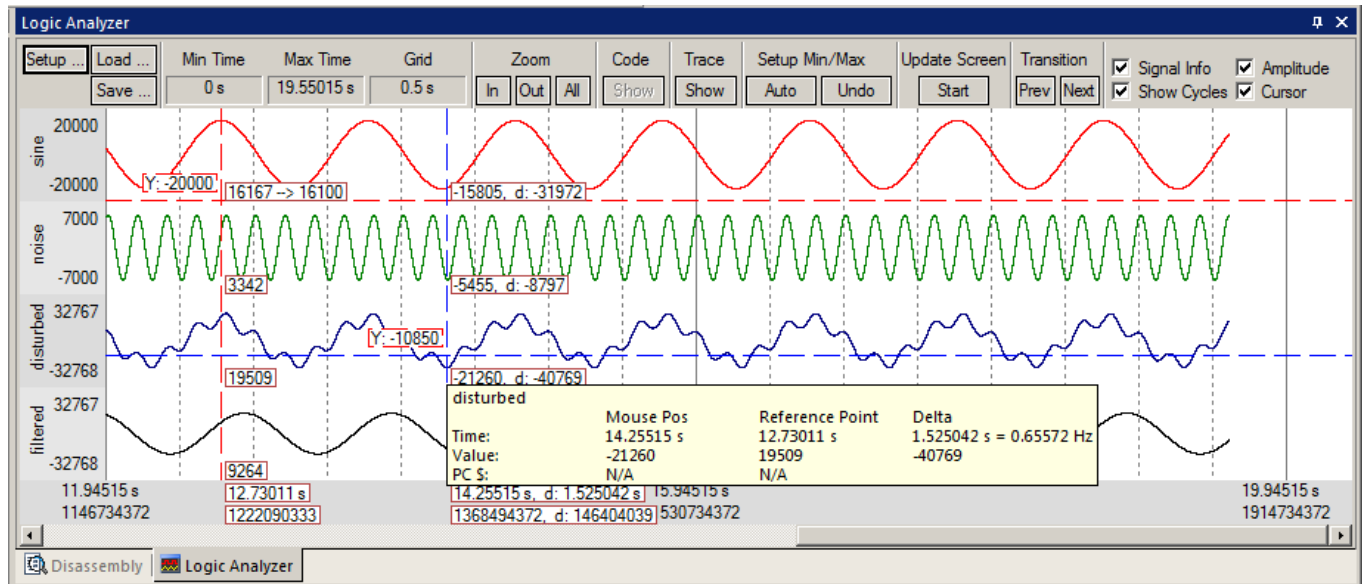 Logic Analyzer
Setup ... Load ... Min Time Max Time Grid Zoom Code Trace Setup Min/Max Update Screen Transition Signal Info Amplitude
Save ... 0 s 19.55015 s 0.5 s In Out All Show Show Auto Undo Start Prev Next Show Cycles Cursor
sine
20000
-20000
Y: -20000
16167 --> 16100
-15805, d: -31972
noise
7000
-7000
3342
-5455, d: -8797
disturbed
32767
-32768
Y: -10850
19509
-21260, d: -40769
filtered
32767
-32768
9264
disturbed
Mouse Pos Reference Point Delta
Time: 14.25515 s 12.73011 s 1.525042 s = 0.65572 Hz
Value: -21260 19509 -40769
PC $: N/A N/A
11.94515 s 12.73011 s 14.25515 s, d: 1.525042 s 15.94515 s 19.94515 s
1146734372 1222090333 1368494372, d: 146404039 530734372 1914734372
Disassembly Logic Analyzer